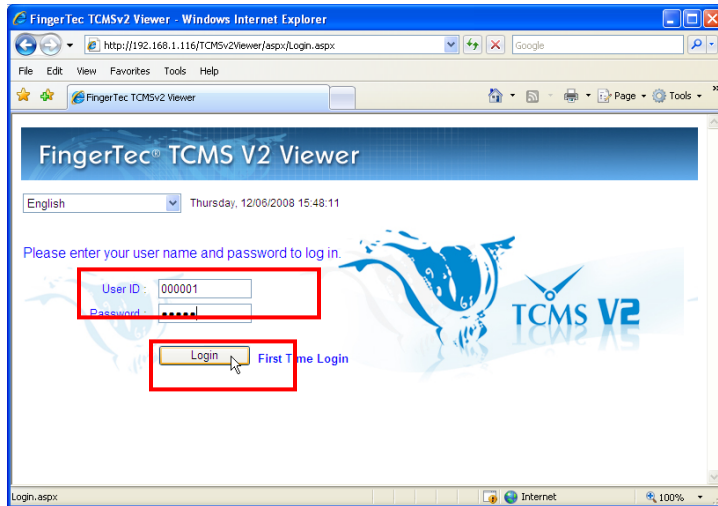 FingerTec TCMSv2 Viewer - Windows Internet Explorer
http://192.168.1.116/TCMSv2Viewer/aspx/Login.aspx
Google
File Edit View Favorites Tools Help
FingerTec TCMSv2 Viewer
Page Tools »
FingerTec® TCMS V2 Viewer
English Thursday, 12/06/2008 15:48:11
Please enter your user name and password to log in.
User ID : 000001
Password : •••••
TCMS V2
Login First Time Login
Login.aspx Internet 100%